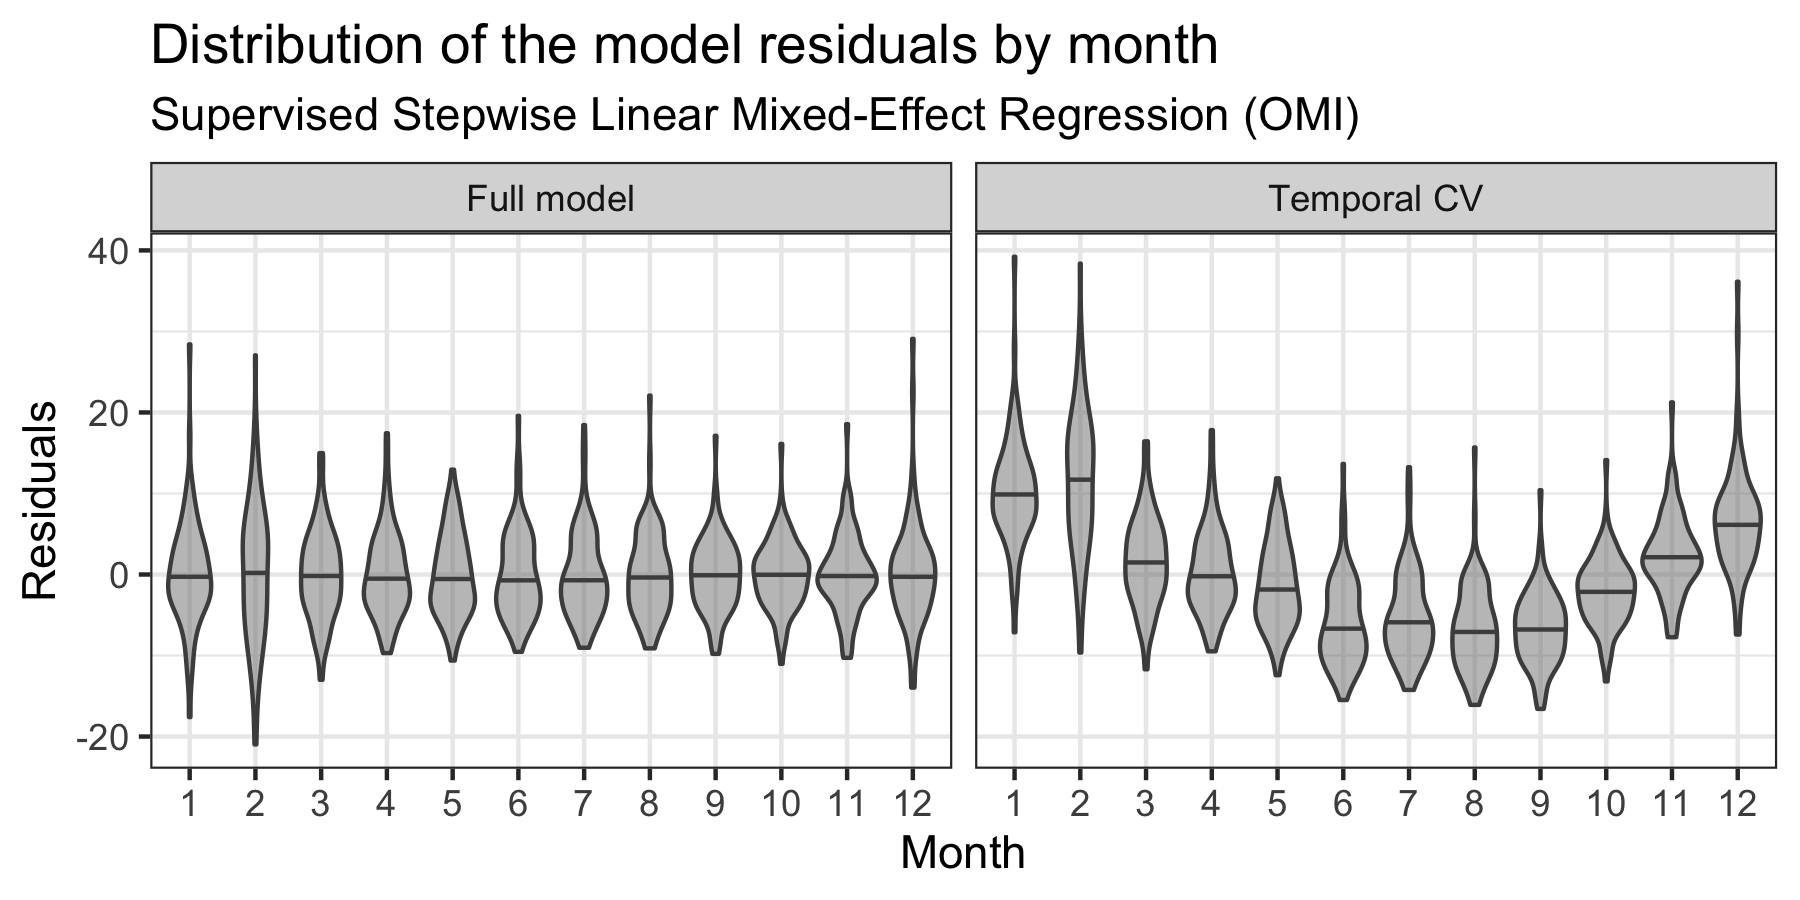 Distribution of the model residuals by month
Supervised Stepwise Linear Mixed-Effect Regression (OMI)
Full model
Temporal CV
Residuals
40
20
0
-20
1 2 3 4 5 6 7 8 9 10 11 12
1 2 3 4 5 6 7 8 9 10 11 12
Month